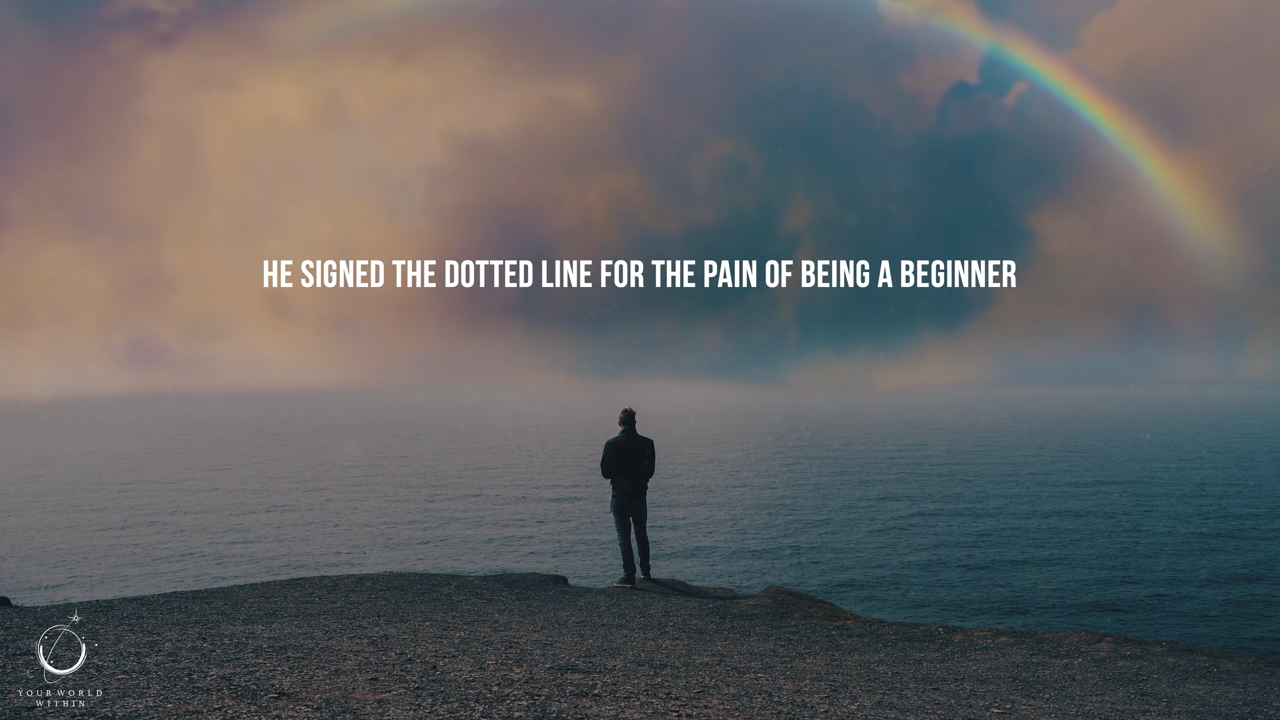 HE SIGNED THE DOTTED LINE FOR THE PAIN OF BEING A BEGINNER
YOUR WORLD
WITHIN